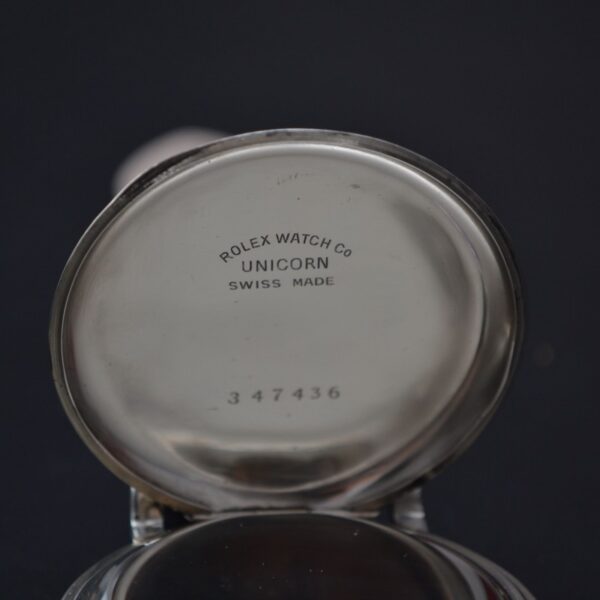 ROLEX WATCH Co
UNICORN
SWISS MADE
347436